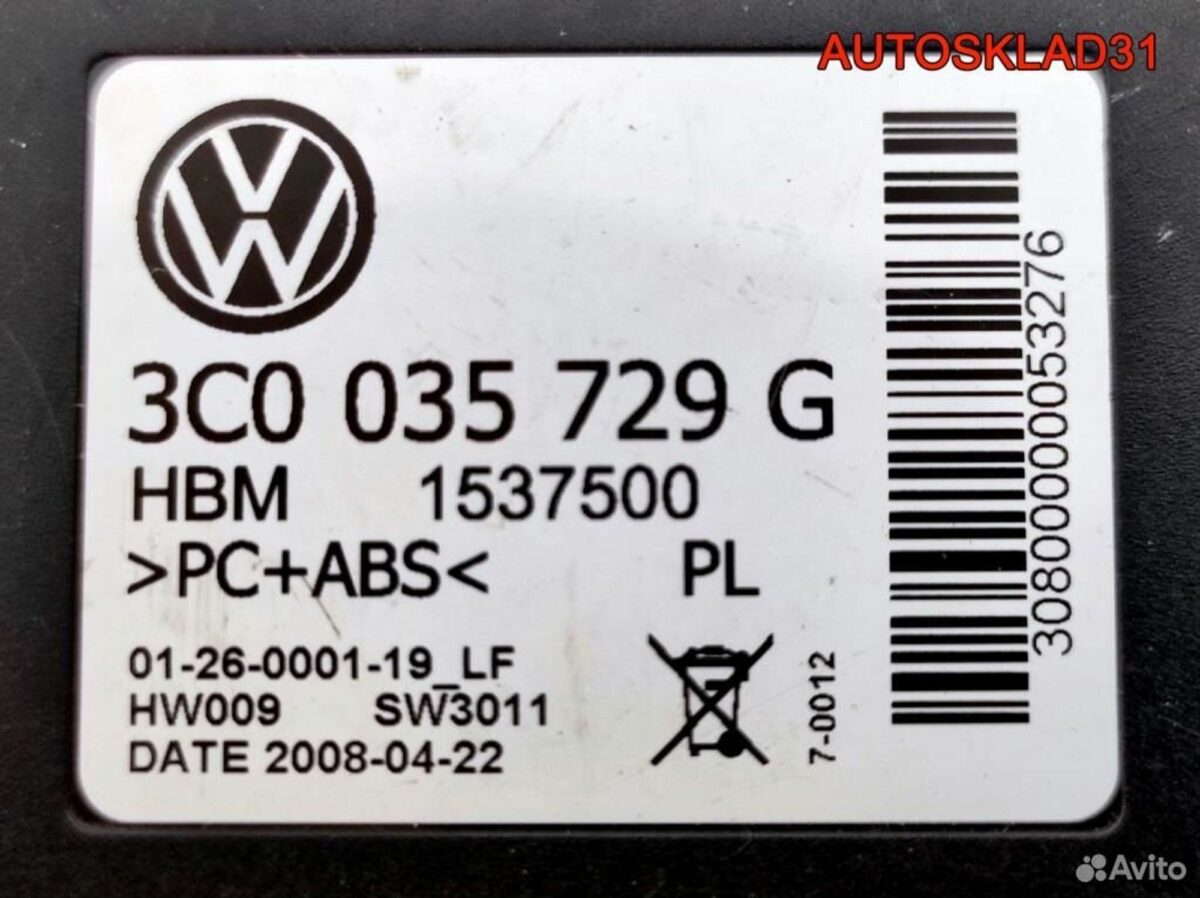 AUTOSKLAD31
3C0 035 729 G
HBM 1537500
>PC+ABS< PL
01-26-0001-19_LF
HW009 SW3011
DATE 2008-04-22
7-0012
3080000053276
Avito